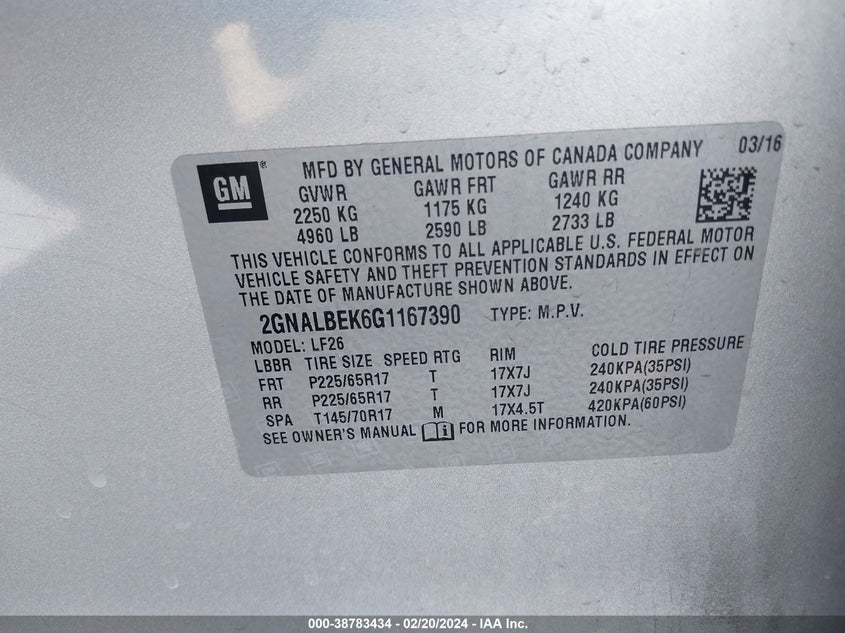 GM® MFD BY GENERAL MOTORS OF CANADA COMPANY 03/16
GVWR GAWR FRT GAWR RR
2250 KG 1175 KG 1240 KG
4960 LB 2590 LB 2733 LB
THIS VEHICLE CONFORMS TO ALL APPLICABLE U.S. FEDERAL MOTOR
VEHICLE SAFETY AND THEFT PREVENTION STANDARDS IN EFFECT ON
THE DATE OF MANUFACTURE SHOWN ABOVE.
2GNALBEK6G1167390 TYPE: M.P.V.
MODEL: LF26
LBBR TIRE SIZE SPEED RTG RIM COLD TIRE PRESSURE
FRT P225/65R17 T 17X7J 240KPA(35PSI)
RR P225/65R17 T 17X7J 240KPA(35PSI)
SPA T145/70R17 M 17X4.5T 420KPA(60PSI)
SEE OWNER'S MANUAL FOR MORE INFORMATION.
000-38783434 - 02/20/2024 - IAA Inc.